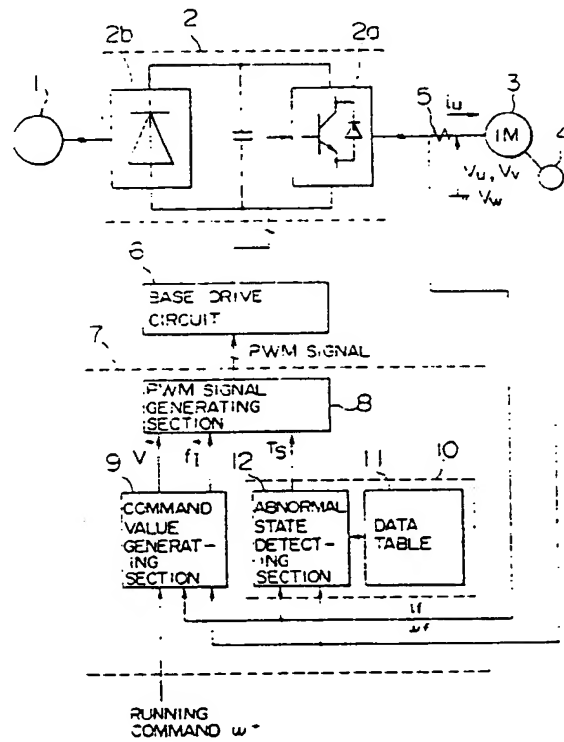 2
2b
2a
1
5
iu
3
4
IM
Vu, Vv
Vw
6
BASE DRIVE
CIRCUIT
7
PWM SIGNAL
PWM SIGNAL
GENERATING
SECTION
8
V
f1
Ts
9
12
11
10
COMMAND
VALUE
GENERAT-
ING
SECTION
ABNORMAL
STATE
DETECT-
ING
SECTION
DATA
TABLE
RUNNING
COMMAND